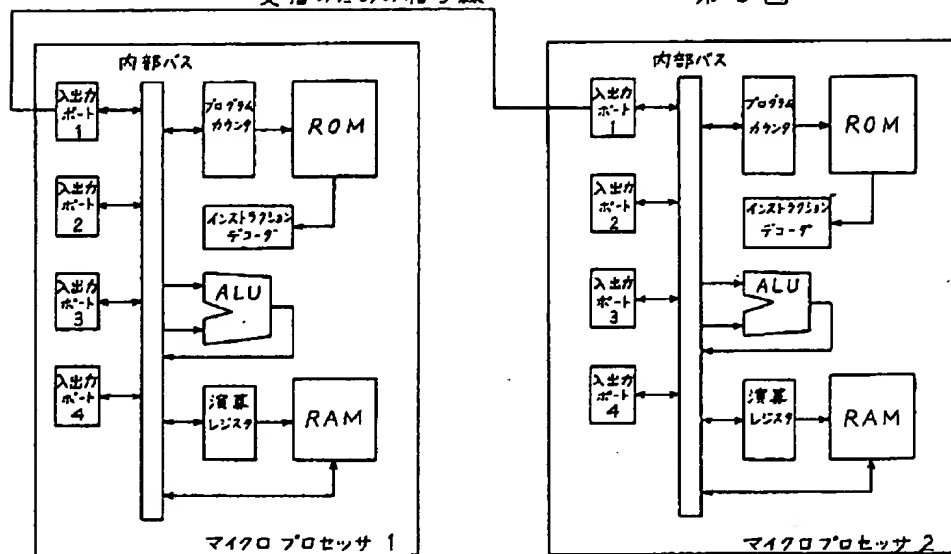 内部バス
入出力
ポート
1
プログラム
カウンタ
ROM
入出力
ポート
2
インストラクション
デコーダ
入出力
ポート
3
ALU
入出力
ポート
4
演算
レジスタ
RAM
マイクロプロセッサ 1
内部バス
入出力
ポート
1
プログラム
カウンタ
ROM
入出力
ポート
2
インストラクション
デコーダ
入出力
ポート
3
ALU
入出力
ポート
4
演算
レジスタ
RAM
マイクロプロセッサ 2